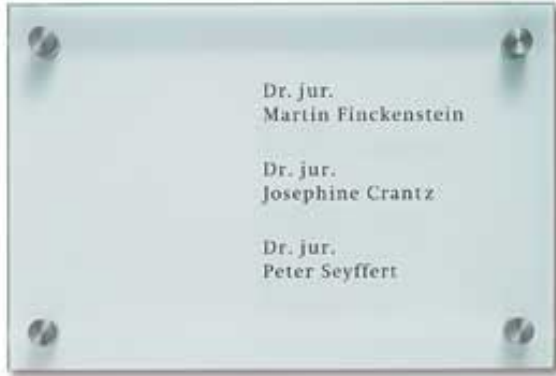 Dr. jur.
Martin Finckenstein
Dr. jur.
Josephine Crantz
Dr. jur.
Peter Seyffert